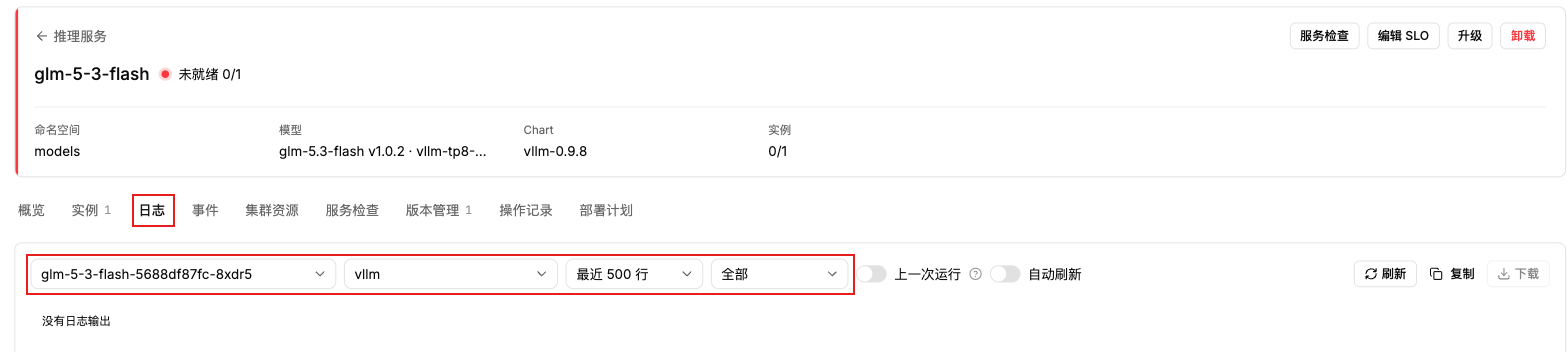 ← 推理服务
服务检查 编辑 SLO 升级 卸载
glm-5-3-flash 未就绪 0/1
命名空间 模型 Chart 实例
models glm-5.3-flash v1.0.2 · vllm-tp8-... vllm-0.9.8 0/1
概览 实例 1 日志 事件 集群资源 服务检查 版本管理 1 操作记录 部署计划
glm-5-3-flash-5688df87fc-8xdr5 vllm 最近 500 行 全部 上一次运行 ? 自动刷新 刷新 复制 下载
没有日志输出